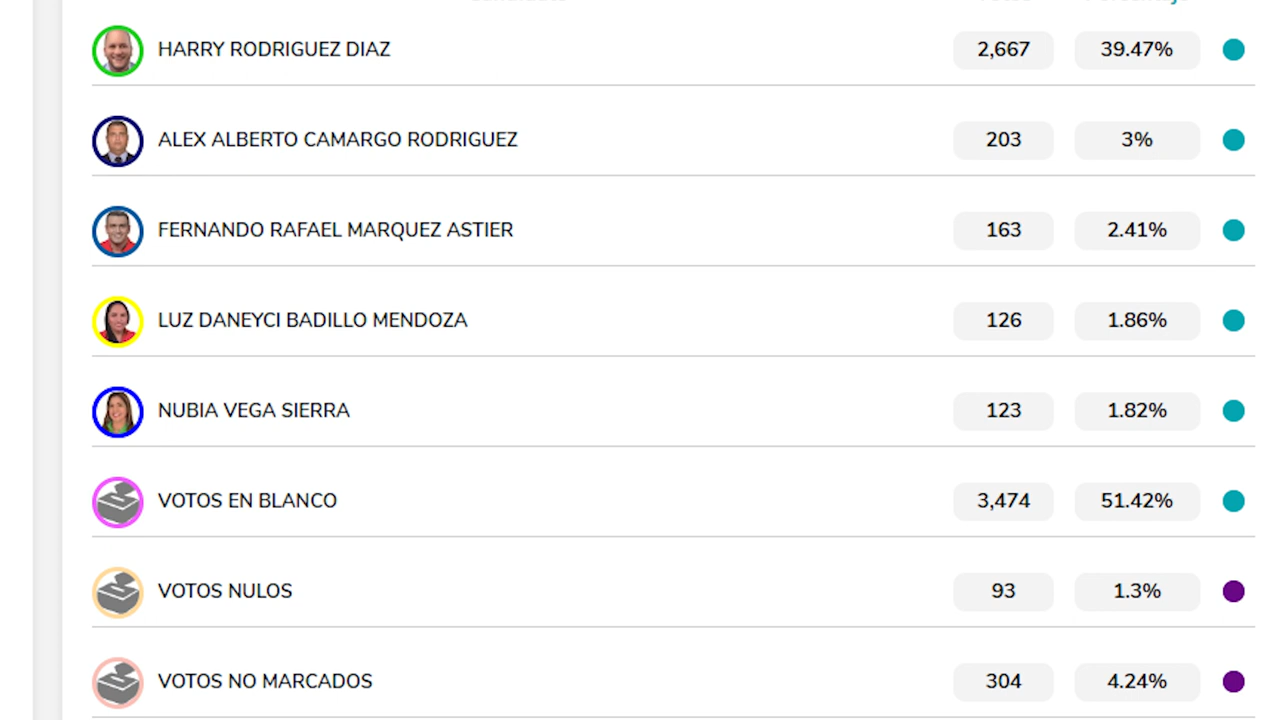 HARRY RODRIGUEZ DIAZ 2,667 39.47%
ALEX ALBERTO CAMARGO RODRIGUEZ 203 3%
FERNANDO RAFAEL MARQUEZ ASTIER 163 2.41%
LUZ DANEYCI BADILLO MENDOZA 126 1.86%
NUBIA VEGA SIERRA 123 1.82%
VOTOS EN BLANCO 3,474 51.42%
VOTOS NULOS 93 1.3%
VOTOS NO MARCADOS 304 4.24%